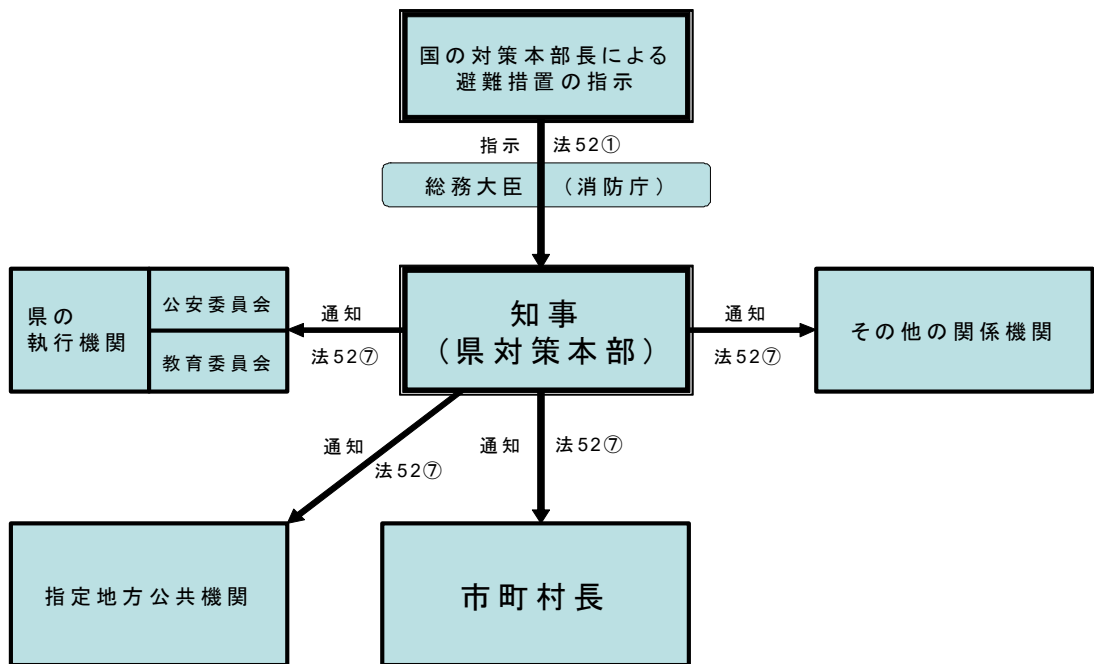 国の対策本部長による
避難措置の指示
指示 法52①
総務大臣 （消防庁）
県の
執行機関
公安委員会
教育委員会
通知
法52⑦
知事
（県対策本部）
通知
法52⑦
その他の関係機関
通知
法52⑦
通知 法52⑦
指定地方公共機関
市町村長